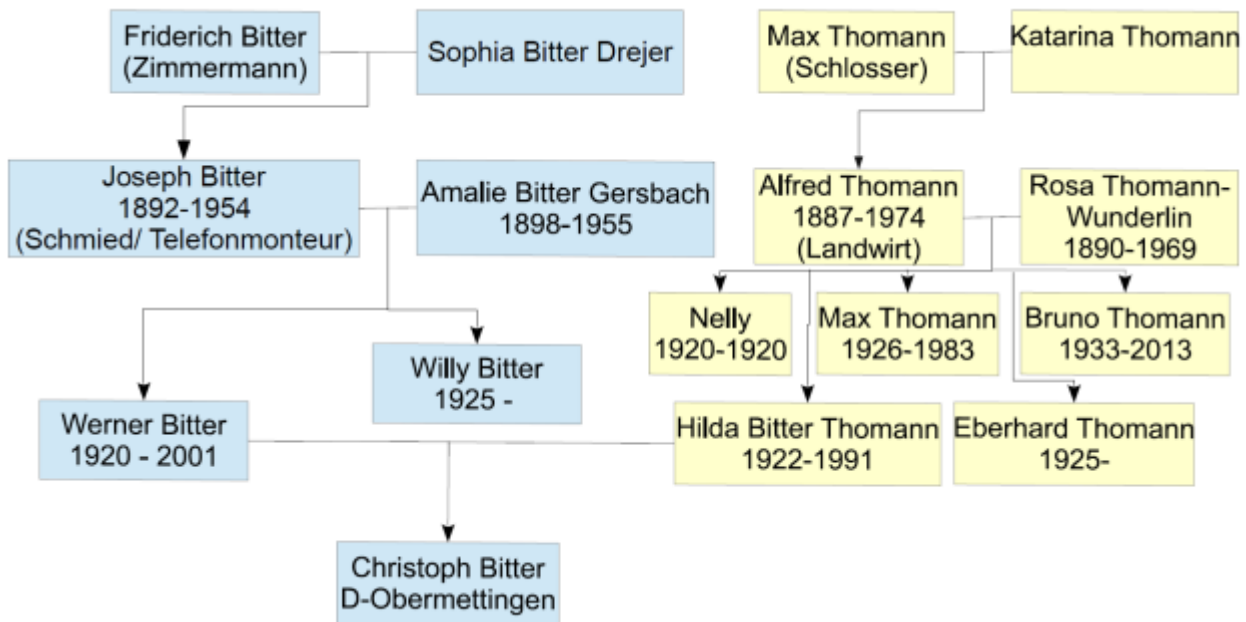 Friderich Bitter
(Zimmermann)
Sophia Bitter Drejer
Max Thomann
(Schlosser)
Katarina Thomann
Joseph Bitter
1892-1954
(Schmied/ Telefonmonteur)
Amalie Bitter Gersbach
1898-1955
Alfred Thomann
1887-1974
(Landwirt)
Rosa Thomann-
Wunderlin
1890-1969
Nelly
1920-1920
Max Thomann
1926-1983
Bruno Thomann
1933-2013
Willy Bitter
1925 -
Werner Bitter
1920 - 2001
Hilda Bitter Thomann
1922-1991
Eberhard Thomann
1925-
Christoph Bitter
D-Obermettingen